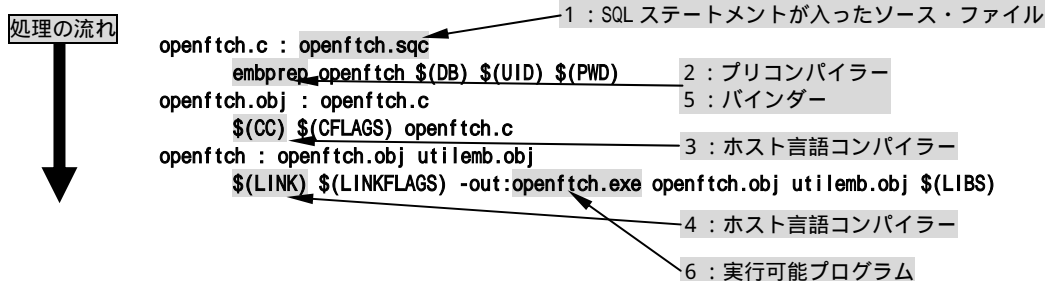 1：SQL ステートメントが入ったソース・ファイル
処理の流れ
openftch.c : openftch.sqc
embprep openftch $(DB) $(UID) $(PWD)
2：プリコンパイラー
5：バインダー
openftch.obj : openftch.c
$(CC) $(CFLAGS) openftch.c
3：ホスト言語コンパイラー
openftch : openftch.obj utilemb.obj
$(LINK) $(LINKFLAGS) -out:openftch.exe openftch.obj utilemb.obj $(LIBS)
4：ホスト言語コンパイラー
6：実行可能プログラム